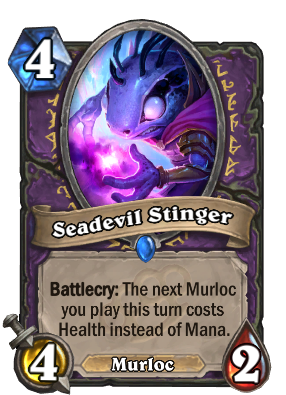 4
Seadevil Stinger
Battlecry: The next Murloc
you play this turn costs
Health instead of Mana.
4
Murloc
2